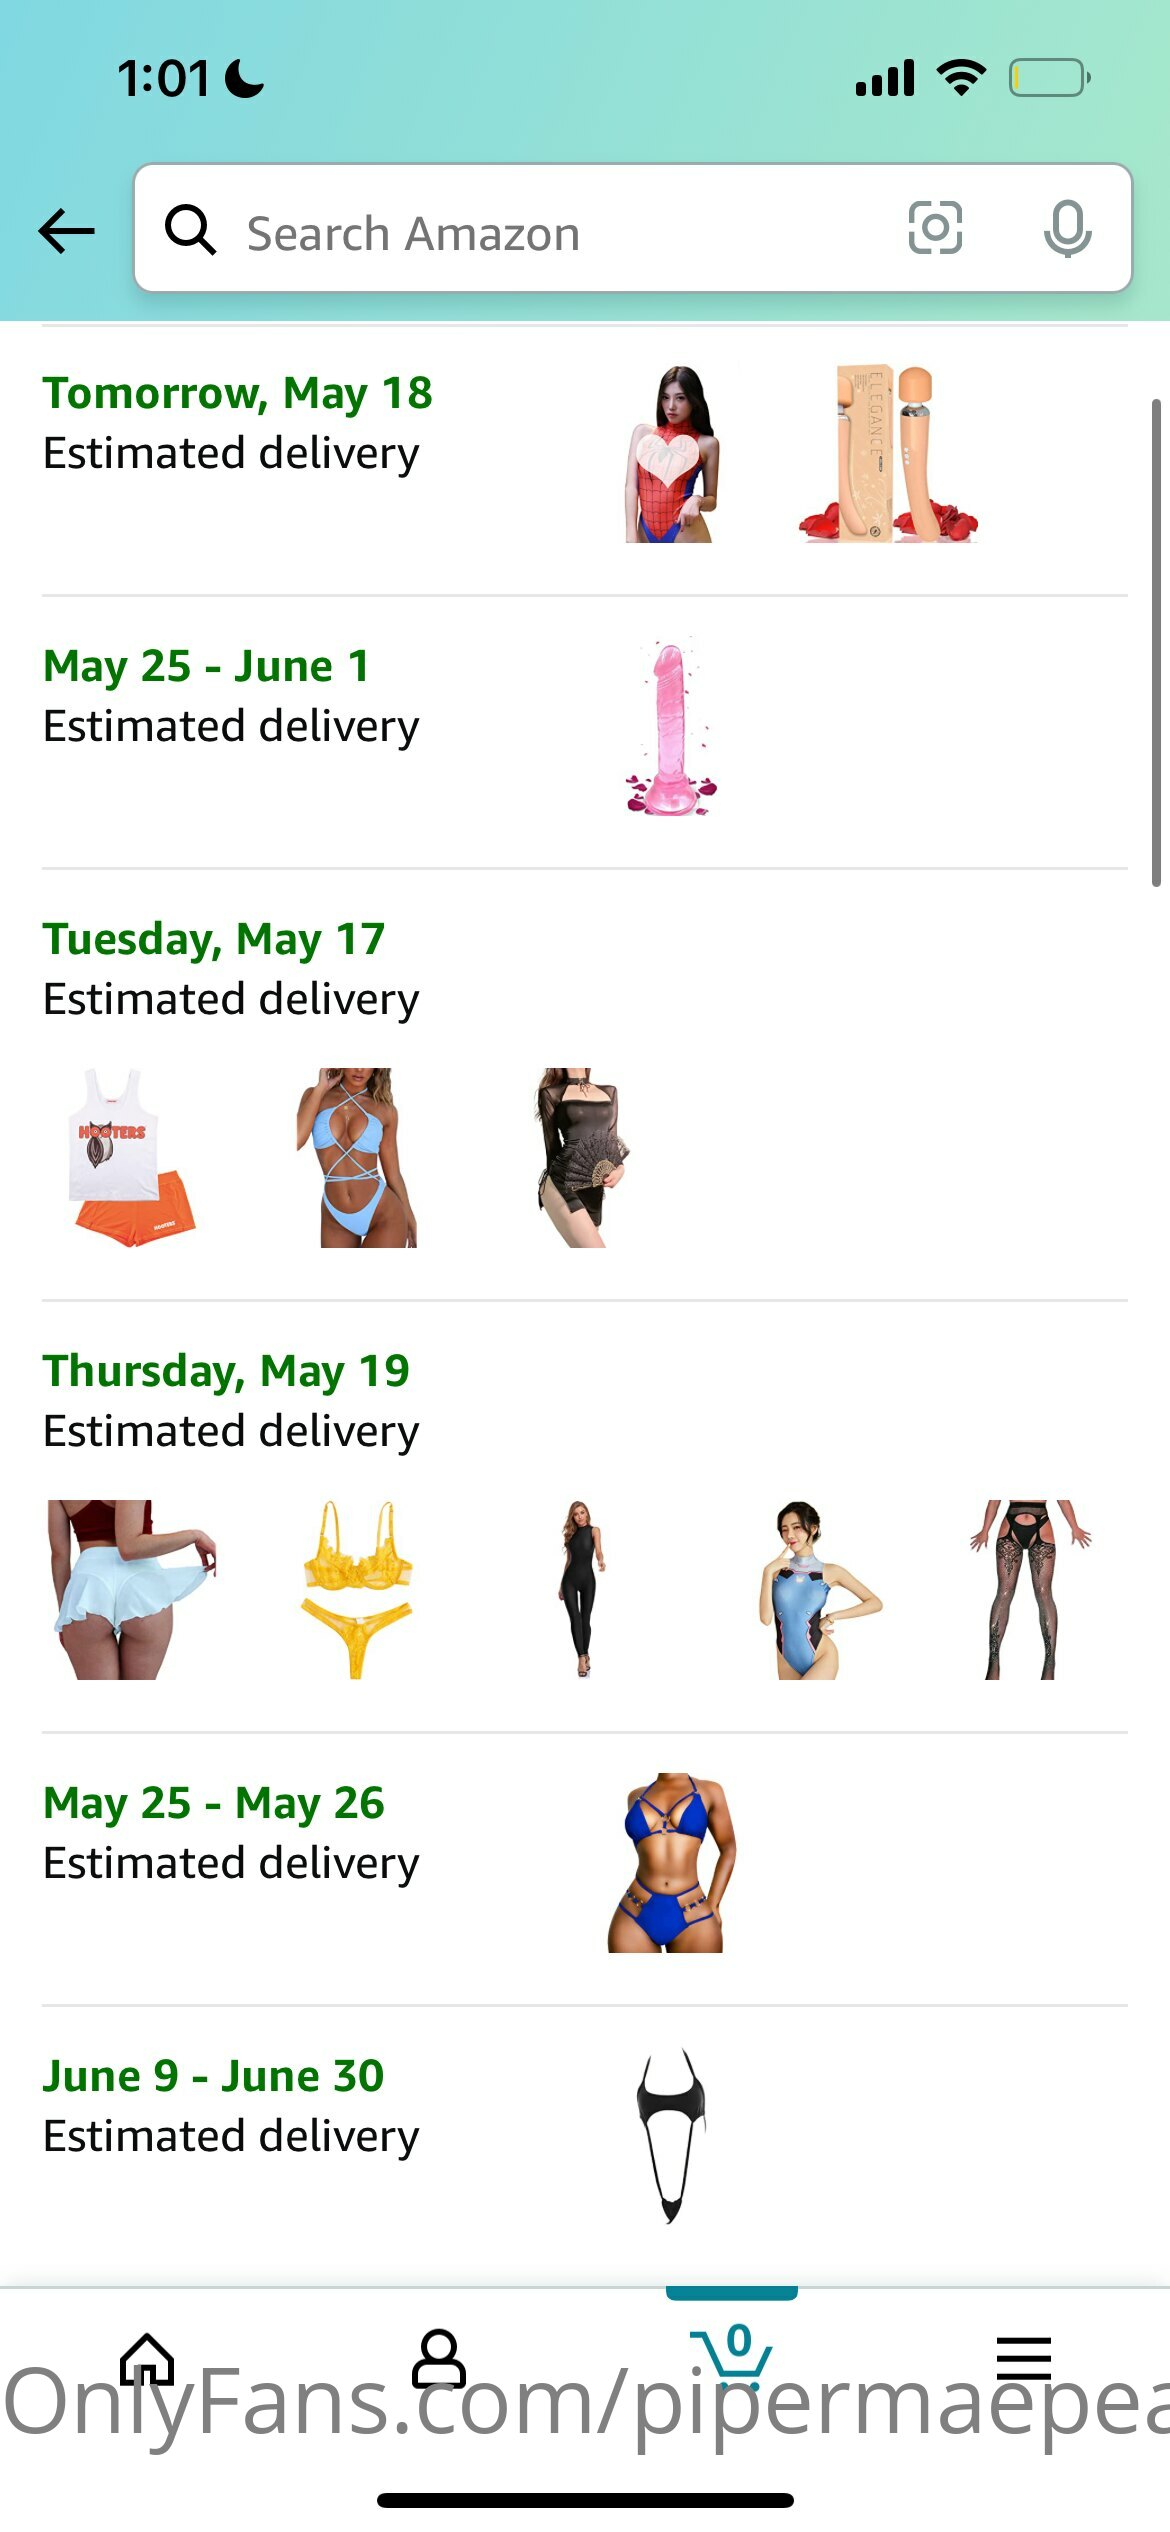 1:01
Search Amazon
Tomorrow, May 18
Estimated delivery
ELEGANCE
May 25 - June 1
Estimated delivery
Tuesday, May 17
Estimated delivery
HOOTERS
HOOTERS
Thursday, May 19
Estimated delivery
May 25 - May 26
Estimated delivery
June 9 - June 30
Estimated delivery
0
OnlyFans.com/pipermaepea